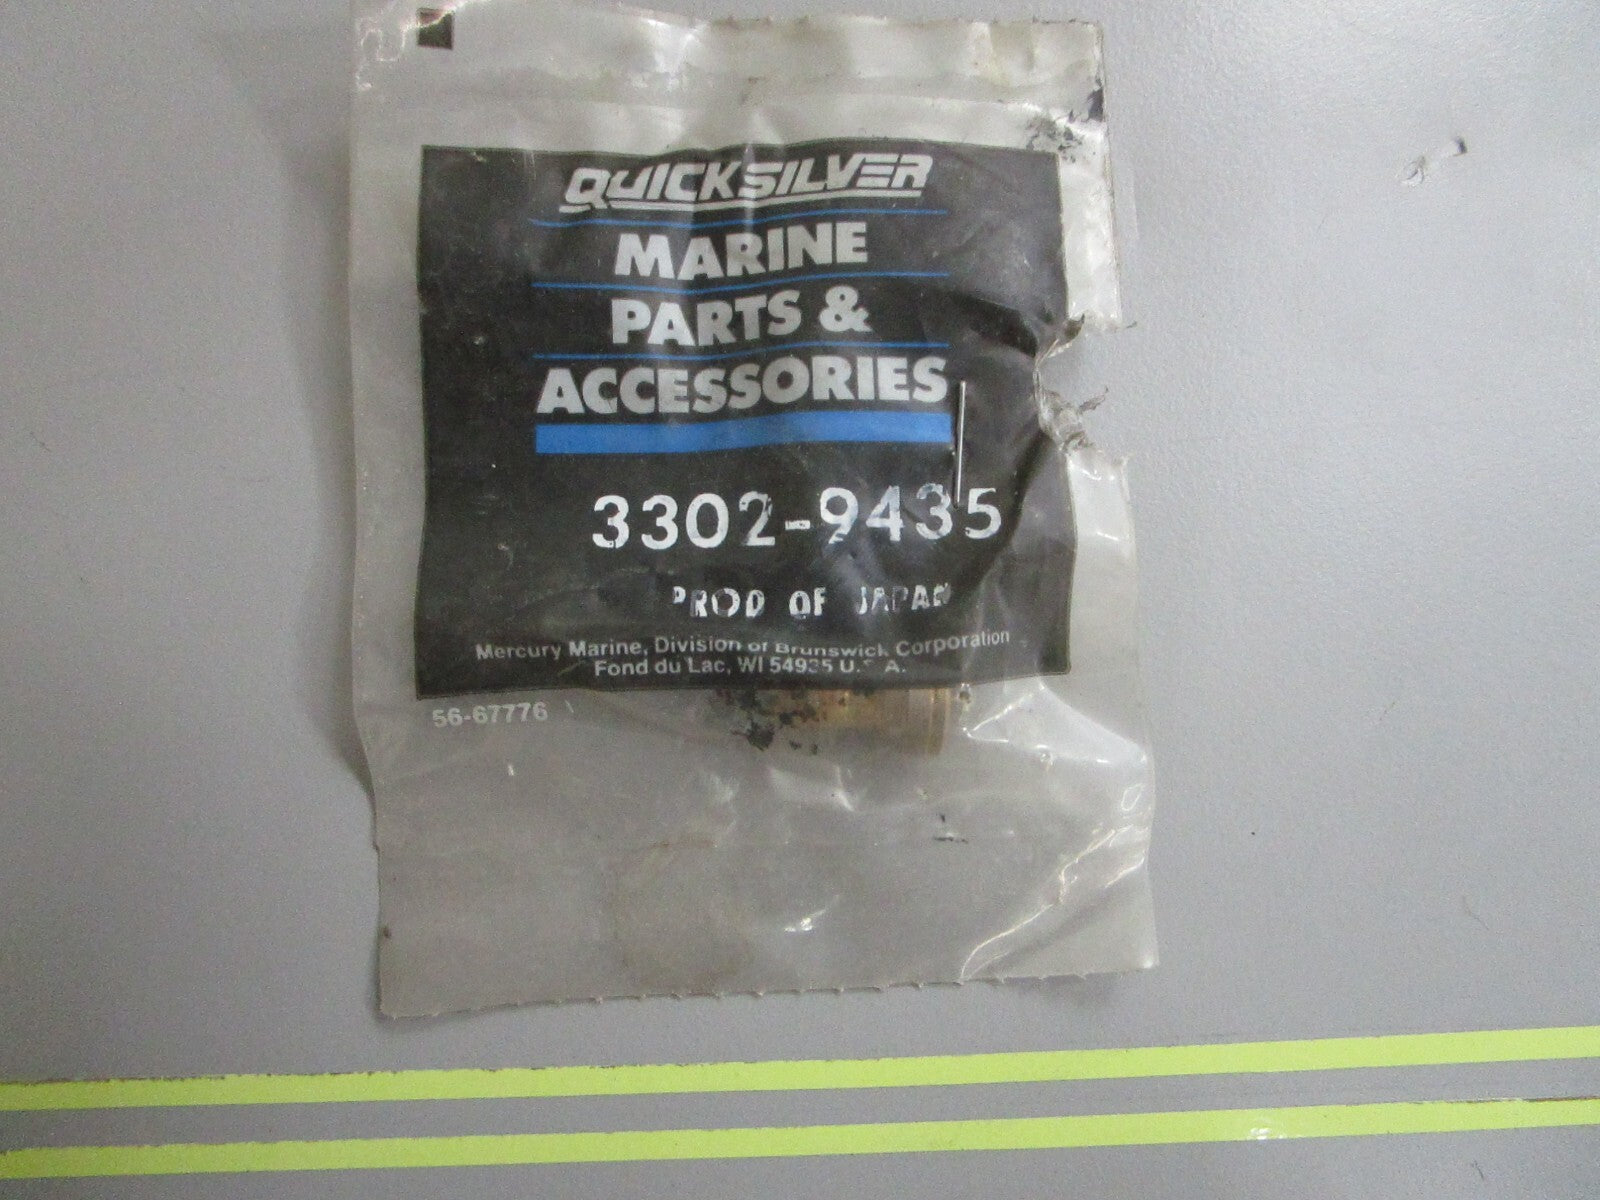 QUICKSILVER
MARINE
PARTS &
ACCESSORIES
3302-9435
PROD OF JAPAN
Mercury Marine, Division of Brunswick Corporation
Fond du Lac, WI 54935 U.S.A.
56-67776